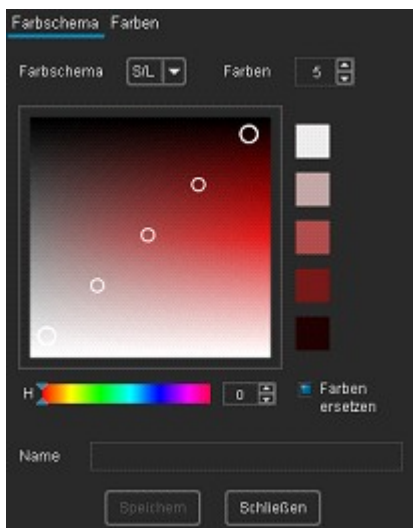 Farbschema Farben
Farbschema S/L Farben 5
H 0 Farben
ersetzen
Name
Speichern Schließen